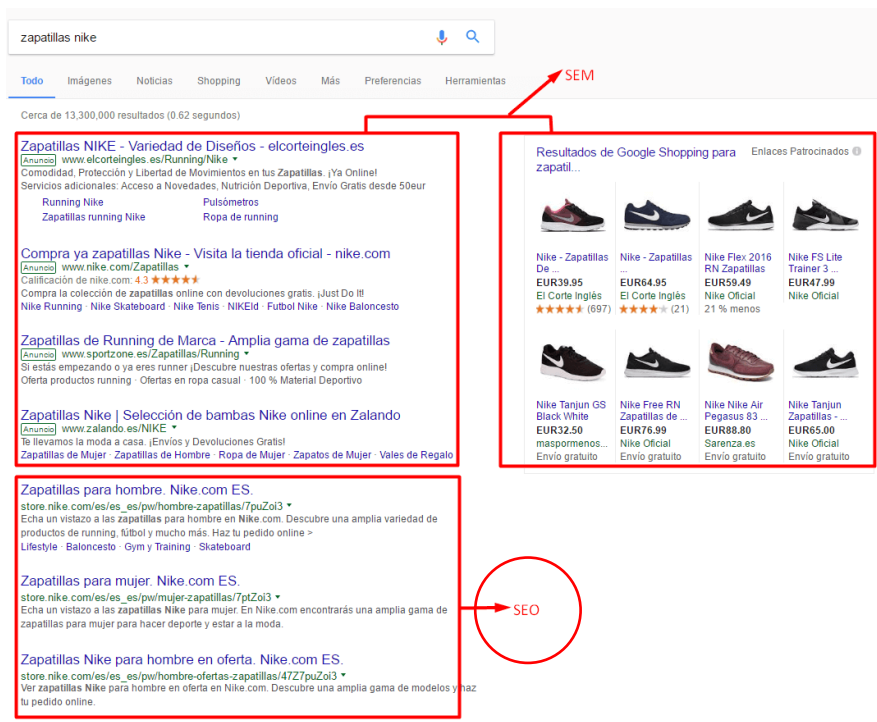 zapatillas nike
Todo Imágenes Noticias Shopping Vídeos Más Preferencias Herramientas
SEM
Cerca de 13,300,000 resultados (0.62 segundos)
Zapatillas NIKE - Variedad de Diseños - elcorteingles.es
Anuncio www.elcorteingles.es/Running/Nike
Comodidad, Protección y Libertad de Movimientos en tus Zapatillas. ¡Ya Online!
Servicios adicionales: Acceso a Novedades, Nutrición Deportiva, Envío Gratis desde 50eur
Running Nike Pulsómetros
Zapatillas running Nike Ropa de running
Compra ya zapatillas Nike - Visita la tienda oficial - nike.com
Anuncio www.nike.com/Zapatillas
Calificación de nike.com: 4.3 ★★★★★
Compra la colección de zapatillas online con devoluciones gratis. ¡Just Do It!
Nike Running · Nike Skateboard · Nike Tenis · NIKEid · Futbol Nike · Nike Baloncesto
Zapatillas de Running de Marca - Amplia gama de zapatillas
Anuncio www.sportzone.es/Zapatillas/Running
Si estás empezando o ya eres runner ¡Descubre nuestras ofertas y compra online!
Oferta productos running · Ofertas en ropa casual · 100 % Material Deportivo
Zapatillas Nike | Selección de bambas Nike online en Zalando
Anuncio www.zalando.es/NIKE
Te llevamos la moda a casa. ¡Envíos y Devoluciones Gratis!
Zapatillas de Mujer · Zapatillas de Hombre · Ropa de Mujer · Zapatos de Mujer · Vales de Regalo
Resultados de Google Shopping para zapatil... Enlaces Patrocinados
Nike - Zapatillas De ...
EUR39.95
El Corte Inglés
★★★★★ (697)
Nike - Zapatillas ...
EUR64.95
El Corte Inglés
★★★★★ (21)
Nike Flex 2016 RN Zapatillas
EUR59.49
Nike Oficial
21 % menos
Nike FS Lite Trainer 3 ...
EUR47.99
Nike Oficial
Nike Tanjun GS Black White
EUR32.50
maspormenos...
Envío gratuito
Nike Free RN Zapatillas de ...
EUR76.99
Nike Oficial
Envío gratuito
Nike Nike Air Pegasus 83 ...
EUR88.80
Sarenza.es
Envío gratuito
Nike Tanjun Zapatillas - ...
EUR65.00
Nike Oficial
Envío gratuito
Zapatillas para hombre. Nike.com ES.
store.nike.com/es/es_es/pw/hombre-zapatillas/7puZoi3
Echa un vistazo a las zapatillas para hombre en Nike.com. Descubre una amplia variedad de
productos de running, fútbol y mucho más. Haz tu pedido online >
Lifestyle · Baloncesto · Gym y Training · Skateboard
Zapatillas para mujer. Nike.com ES.
store.nike.com/es/es_es/pw/mujer-zapatillas/7ptZoi3
Echa un vistazo a las zapatillas Nike para mujer. En Nike.com encontrarás una amplia gama de
zapatillas para mujer para hacer deporte y estar a la moda.
SEO
Zapatillas Nike para hombre en oferta. Nike.com ES.
store.nike.com/es/es_es/pw/hombre-ofertas-zapatillas/47Z7puZoi3
Ver zapatillas Nike para hombre en oferta en Nike.com. Descubre una amplia gama de modelos y haz
tu pedido online.